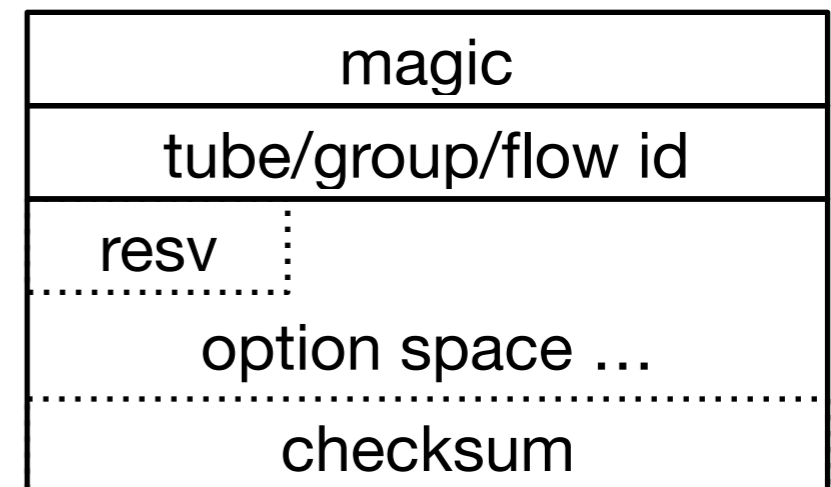 magic
tube/group/flow id
resv
option space …
checksum